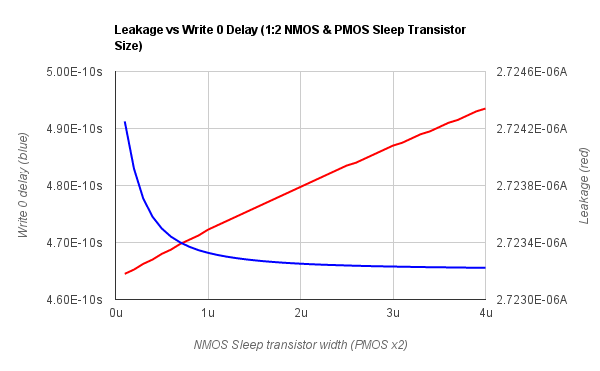 Leakage vs Write 0 Delay (1:2 NMOS & PMOS Sleep Transistor
Size)
5.00E-10s
4.90E-10s
4.80E-10s
4.70E-10s
4.60E-10s
Write 0 delay (blue)
2.7246E-06A
2.7242E-06A
2.7238E-06A
2.7234E-06A
2.7230E-06A
Leakage (red)
0u 1u 2u 3u 4u
NMOS Sleep transistor width (PMOS x2)